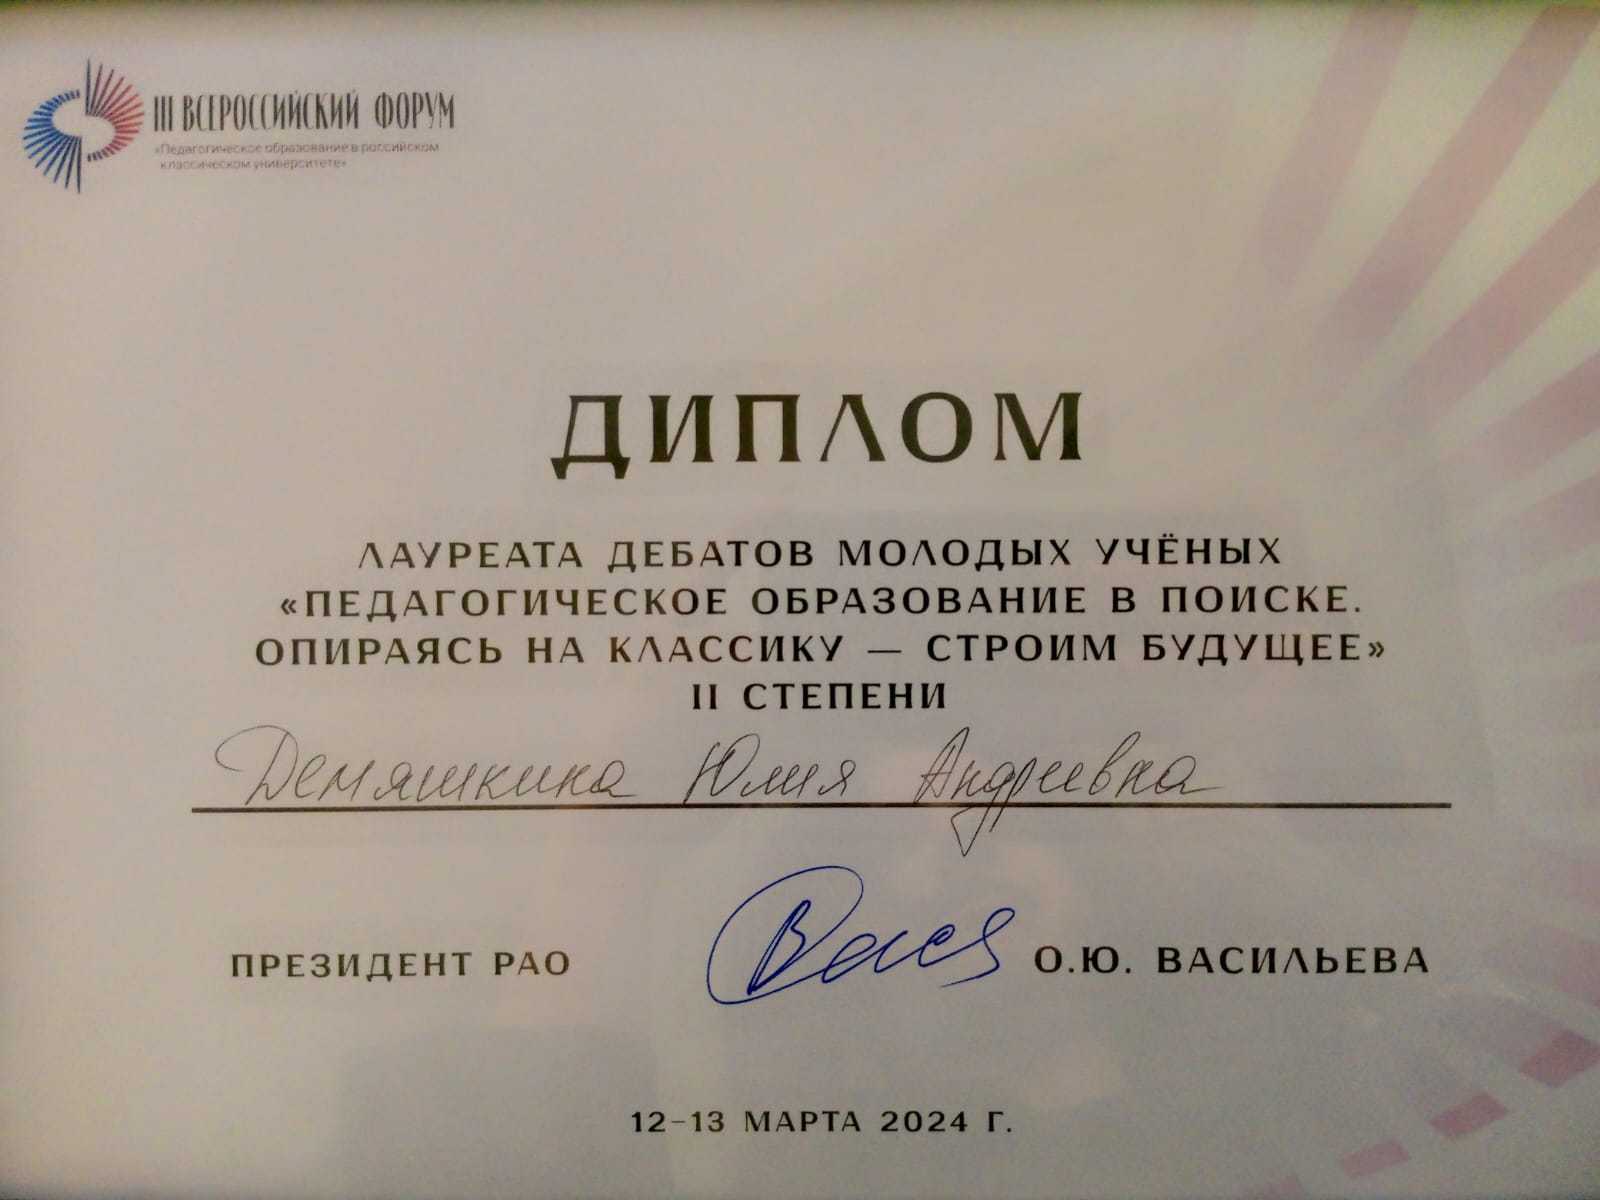 III ВСЕРОССИЙСКИЙ ФОРУМ
«Педагогическое образование в российском
классическом университете»
ДИПЛОМ
ЛАУРЕАТА ДЕБАТОВ МОЛОДЫХ УЧЁНЫХ
«ПЕДАГОГИЧЕСКОЕ ОБРАЗОВАНИЕ В ПОИСКЕ.
ОПИРАЯСЬ НА КЛАССИКУ — СТРОИМ БУДУЩЕЕ»
II СТЕПЕНИ
Демяшкина Юлия Андреевна
ПРЕЗИДЕНТ РАО О.Ю. ВАСИЛЬЕВА
12-13 МАРТА 2024 Г.